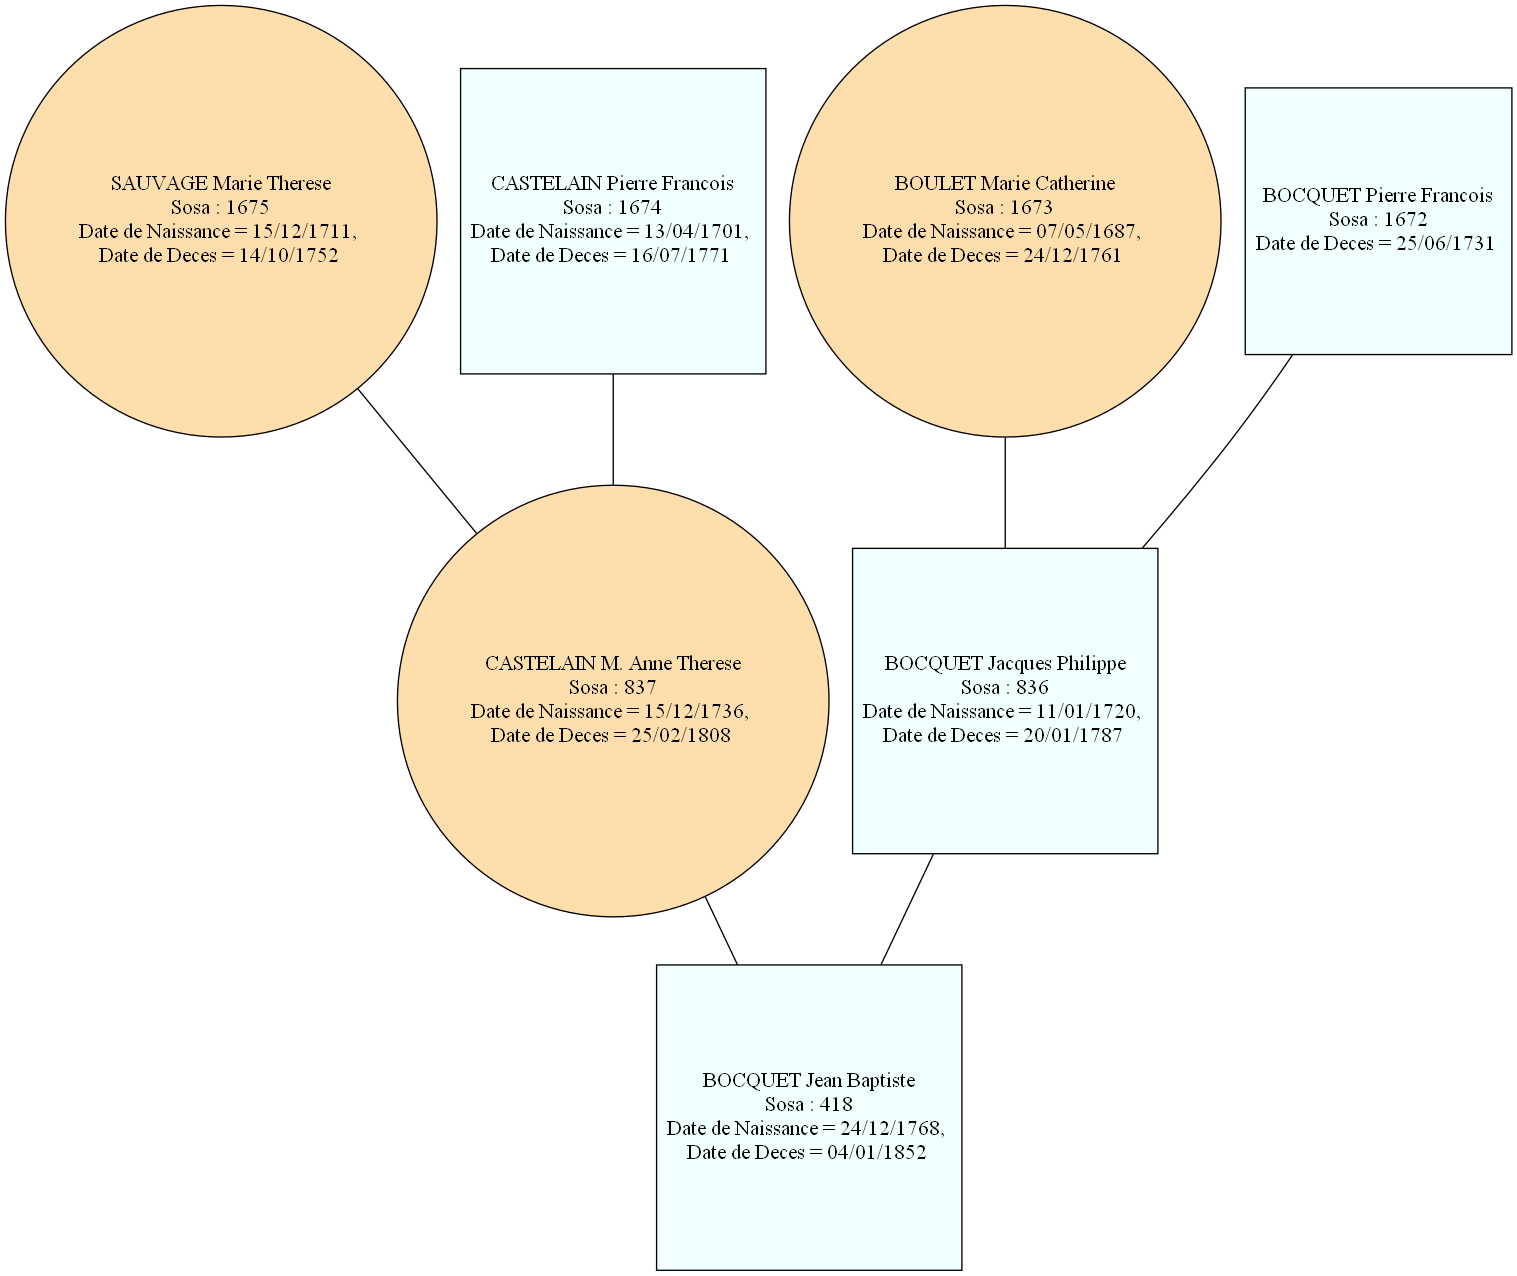 SAUVAGE Marie Therese
Sosa : 1675
Date de Naissance = 15/12/1711,
Date de Deces = 14/10/1752
CASTELAIN Pierre Francois
Sosa : 1674
Date de Naissance = 13/04/1701,
Date de Deces = 16/07/1771
BOULET Marie Catherine
Sosa : 1673
Date de Naissance = 07/05/1687,
Date de Deces = 24/12/1761
BOCQUET Pierre Francois
Sosa : 1672
Date de Deces = 25/06/1731
CASTELAIN M. Anne Therese
Sosa : 837
Date de Naissance = 15/12/1736,
Date de Deces = 25/02/1808
BOCQUET Jacques Philippe
Sosa : 836
Date de Naissance = 11/01/1720,
Date de Deces = 20/01/1787
BOCQUET Jean Baptiste
Sosa : 418
Date de Naissance = 24/12/1768,
Date de Deces = 04/01/1852